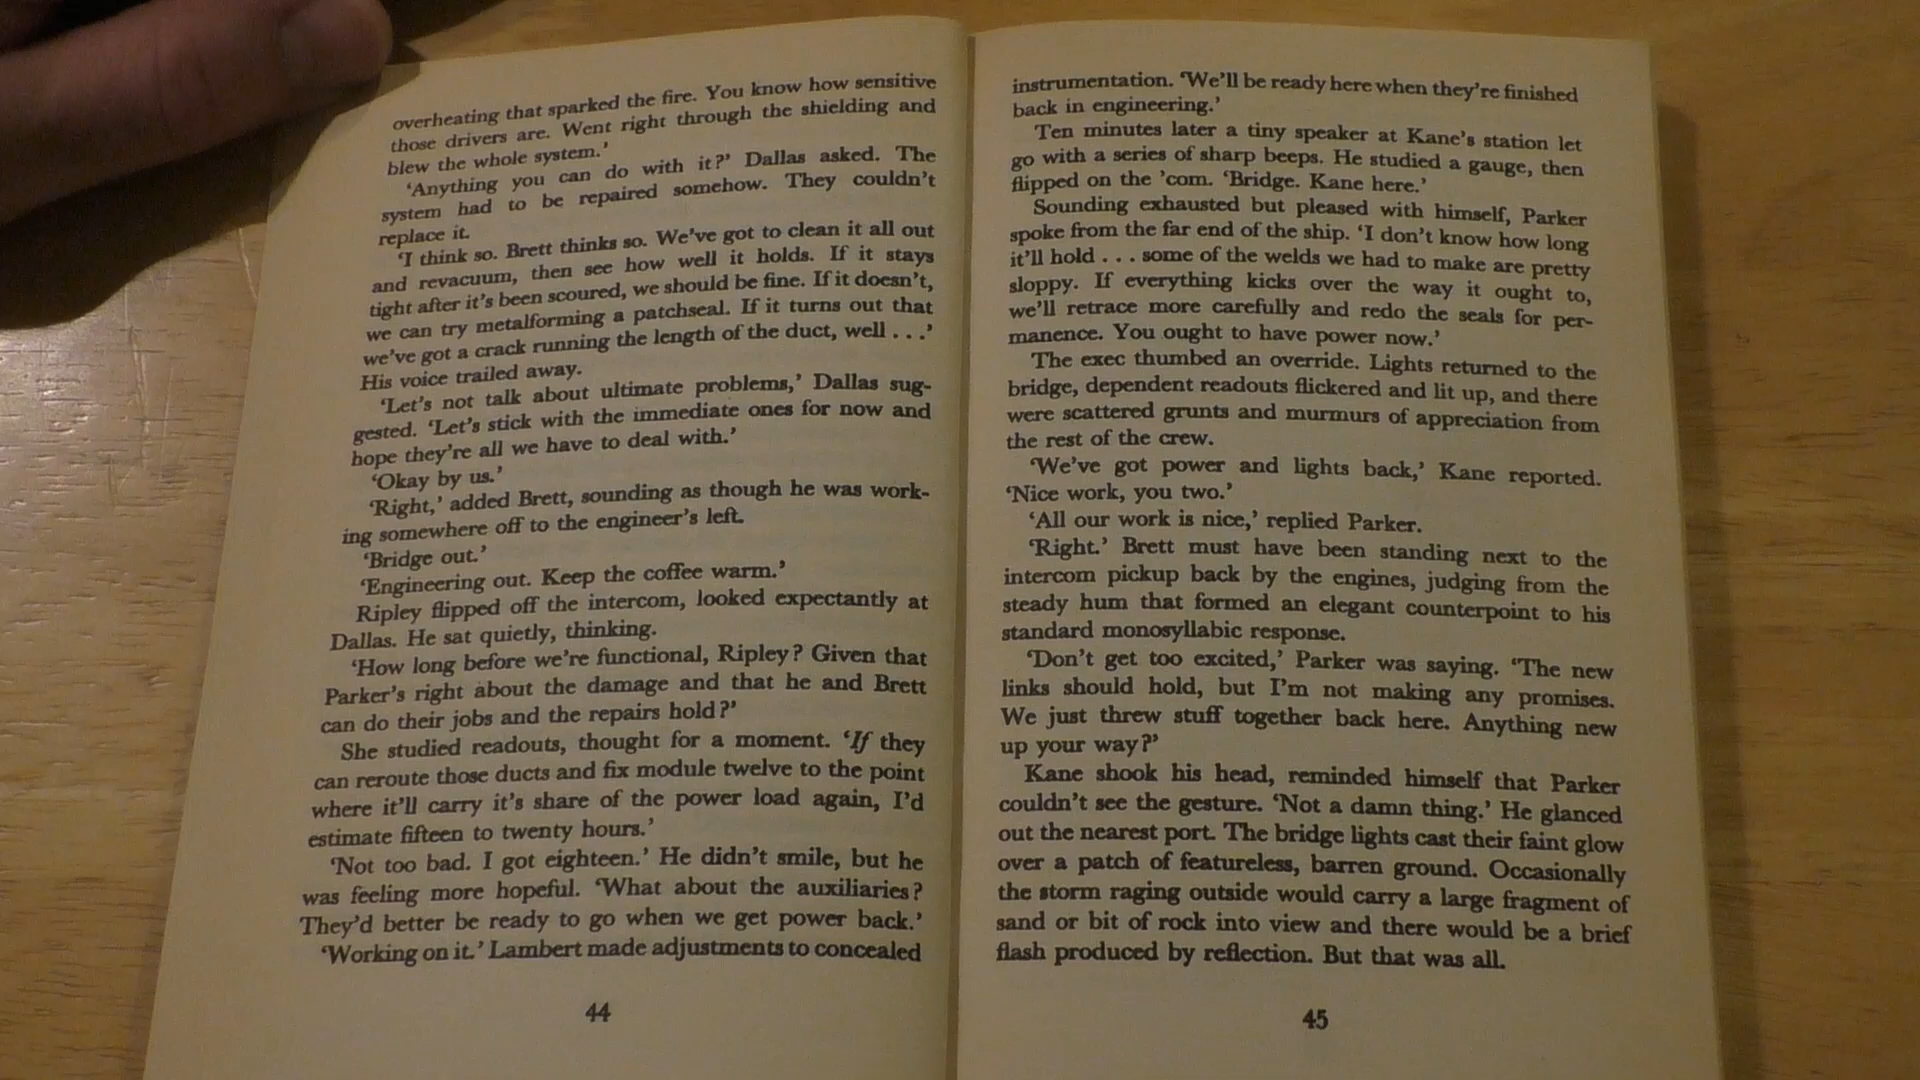 overheating that sparked the fire. You know how sensitive
those drivers are. Went right through the shielding and
blew the whole system.’
‘Anything you can do with it?’ Dallas asked. The
system had to be repaired somehow. They couldn’t
replace it.
‘I think so. Brett thinks so. We’ve got to clean it all out
and revacuum, then see how well it holds. If it stays
tight after it’s been scoured, we should be fine. If it doesn’t,
we can try metalforming a patchseal. If it turns out that
we’ve got a crack running the length of the duct, well . . .’
His voice trailed away.
‘Let’s not talk about ultimate problems,’ Dallas sug-
gested. ‘Let’s stick with the immediate ones for now and
hope they’re all we have to deal with.’
‘Okay by us.’
‘Right,’ added Brett, sounding as though he was work-
ing somewhere off to the engineer’s left.
‘Bridge out.’
‘Engineering out. Keep the coffee warm.’
Ripley flipped off the intercom, looked expectantly at
Dallas. He sat quietly, thinking.
‘How long before we’re functional, Ripley? Given that
Parker’s right about the damage and that he and Brett
can do their jobs and the repairs hold?’
She studied readouts, thought for a moment. ‘If they
can reroute those ducts and fix module twelve to the point
where it’ll carry it’s share of the power load again, I’d
estimate fifteen to twenty hours.’
‘Not too bad. I got eighteen.’ He didn’t smile, but he
was feeling more hopeful. ‘What about the auxiliaries?
They’d better be ready to go when we get power back.’
‘Working on it.’ Lambert made adjustments to concealed
44
instrumentation. ‘We’ll be ready here when they’re finished
back in engineering.’
Ten minutes later a tiny speaker at Kane’s station let
go with a series of sharp beeps. He studied a gauge, then
flipped on the ’com. ‘Bridge. Kane here.’
Sounding exhausted but pleased with himself, Parker
spoke from the far end of the ship. ‘I don’t know how long
it’ll hold . . . some of the welds we had to make are pretty
sloppy. If everything kicks over the way it ought to,
we’ll retrace more carefully and redo the seals for per-
manence. You ought to have power now.’
The exec thumbed an override. Lights returned to the
bridge, dependent readouts flickered and lit up, and there
were scattered grunts and murmurs of appreciation from
the rest of the crew.
‘We’ve got power and lights back,’ Kane reported.
‘Nice work, you two.’
‘All our work is nice,’ replied Parker.
‘Right.’ Brett must have been standing next to the
intercom pickup back by the engines, judging from the
steady hum that formed an elegant counterpoint to his
standard monosyllabic response.
‘Don’t get too excited,’ Parker was saying. ‘The new
links should hold, but I’m not making any promises.
We just threw stuff together back here. Anything new
up your way?’
Kane shook his head, reminded himself that Parker
couldn’t see the gesture. ‘Not a damn thing.’ He glanced
out the nearest port. The bridge lights cast their faint glow
over a patch of featureless, barren ground. Occasionally
the storm raging outside would carry a large fragment of
sand or bit of rock into view and there would be a brief
flash produced by reflection. But that was all.
45